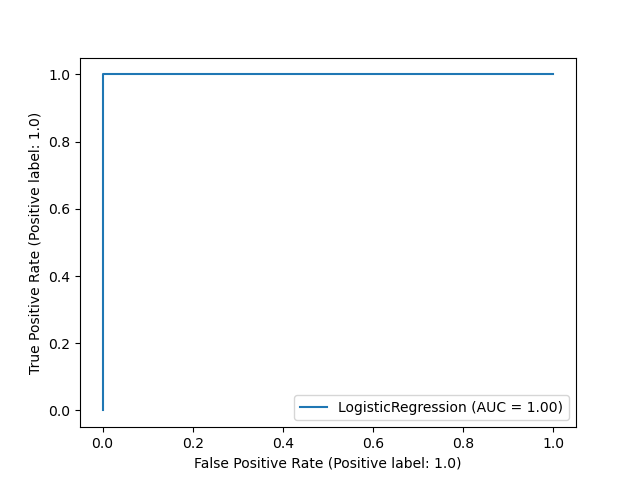 1.0
0.8
0.6
0.4
0.2
0.0
True Positive Rate (Positive label: 1.0)
LogisticRegression (AUC = 1.00)
0.0 0.2 0.4 0.6 0.8 1.0
False Positive Rate (Positive label: 1.0)